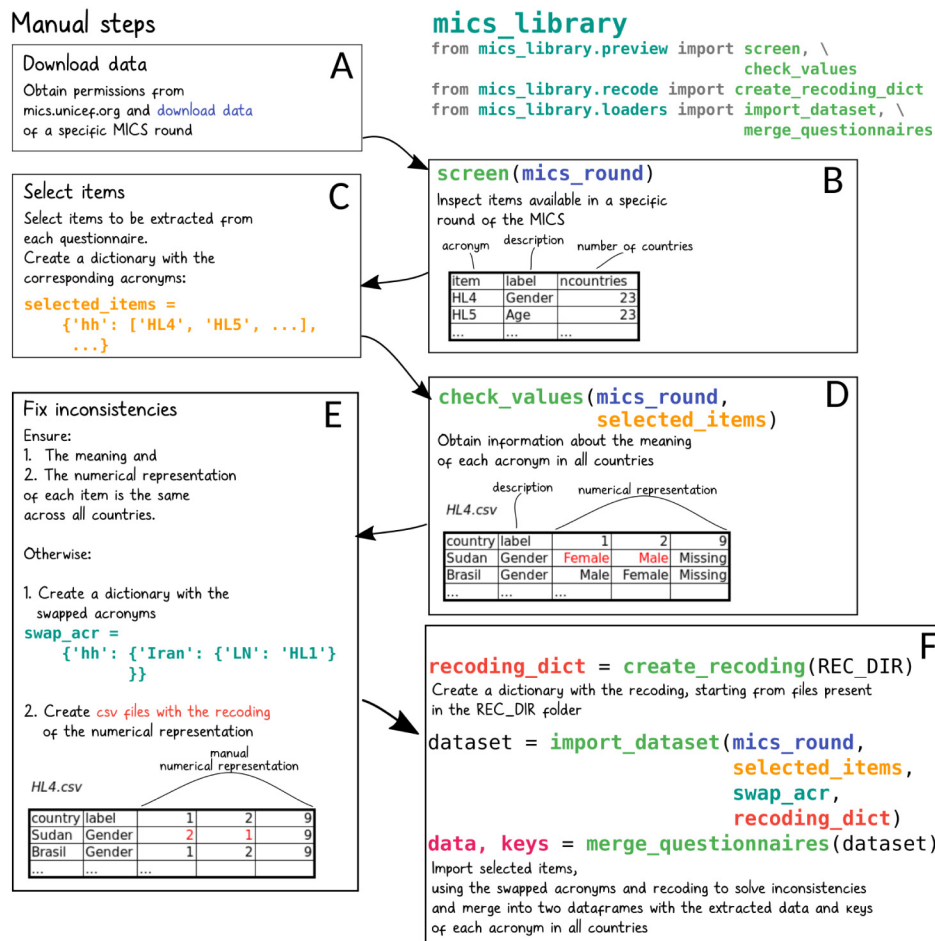 Manual steps
mics_library
from mics_library.preview import screen, \
check_values
from mics_library.recode import create_recoding_dict
from mics_library.loaders import import_dataset, \
merge_questionnaires
A
Download data
Obtain permissions from
mics.unicef.org and download data
of a specific MICS round
B
screen(mics_round)
Inspect items available in a specific
round of the MICS
acronym description number of countries
item label ncountries
HL4 Gender 23
HL5 Age 23
... ... ...
C
Select items
Select items to be extracted from
each questionnaire.
Create a dictionary with the
corresponding acronyms:
selected_items =
{'hh': ['HL4', 'HL5', ...],
...}
D
check_values(mics_round,
selected_items)
Obtain information about the meaning
of each acronym in all countries
description numerical representation
HL4.csv
country label 1 2 9
Sudan Gender Female Male Missing
Brasil Gender Male Female Missing
... ... ...
E
Fix inconsistencies
Ensure:
1. The meaning and
2. The numerical representation
of each item is the same
across all countries.
Otherwise:
1. Create a dictionary with the
swapped acronyms
swap_acr =
{'hh': {'Iran': {'LN': 'HL1'}
}}
2. Create csv files with the recoding
of the numerical representation
manual
numerical representation
HL4.csv
country label 1 2 9
Sudan Gender 2 1 9
Brasil Gender 1 2 9
... ... ...
F
recoding_dict = create_recoding(REC_DIR)
Create a dictionary with the recoding, starting from files present
in the REC_DIR folder
dataset = import_dataset(mics_round,
selected_items,
swap_acr,
recoding_dict)
data, keys = merge_questionnaires(dataset)
Import selected items,
using the swapped acronyms and recoding to solve inconsistencies
and merge into two dataframes with the extracted data and keys
of each acronym in all countries